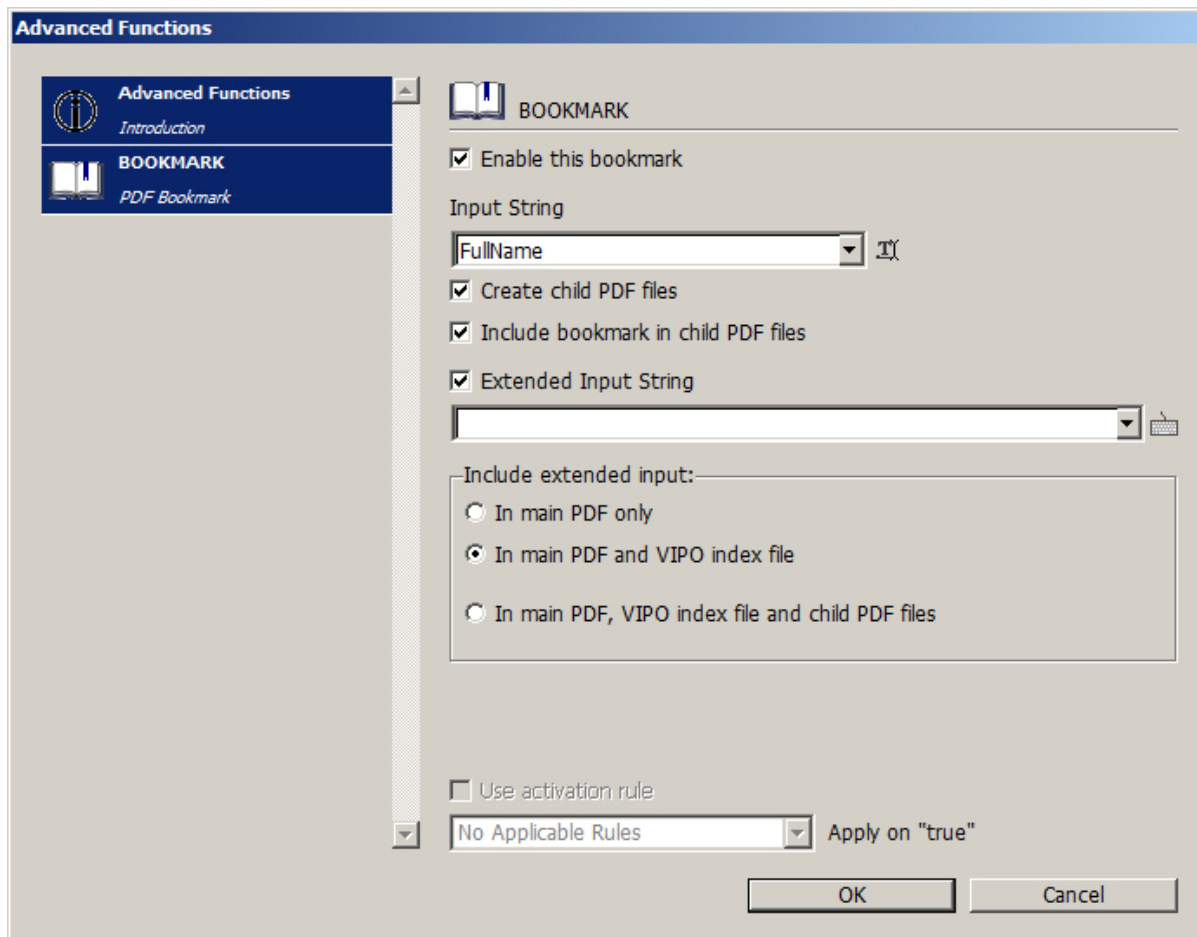 Advanced Functions
Advanced Functions
Introduction
BOOKMARK
PDF Bookmark
BOOKMARK
Enable this bookmark
Input String
FullName
Create child PDF files
Include bookmark in child PDF files
Extended Input String
Include extended input:
In main PDF only
In main PDF and VIPO index file
In main PDF, VIPO index file and child PDF files
Use activation rule
No Applicable Rules
Apply on "true"
OK
Cancel